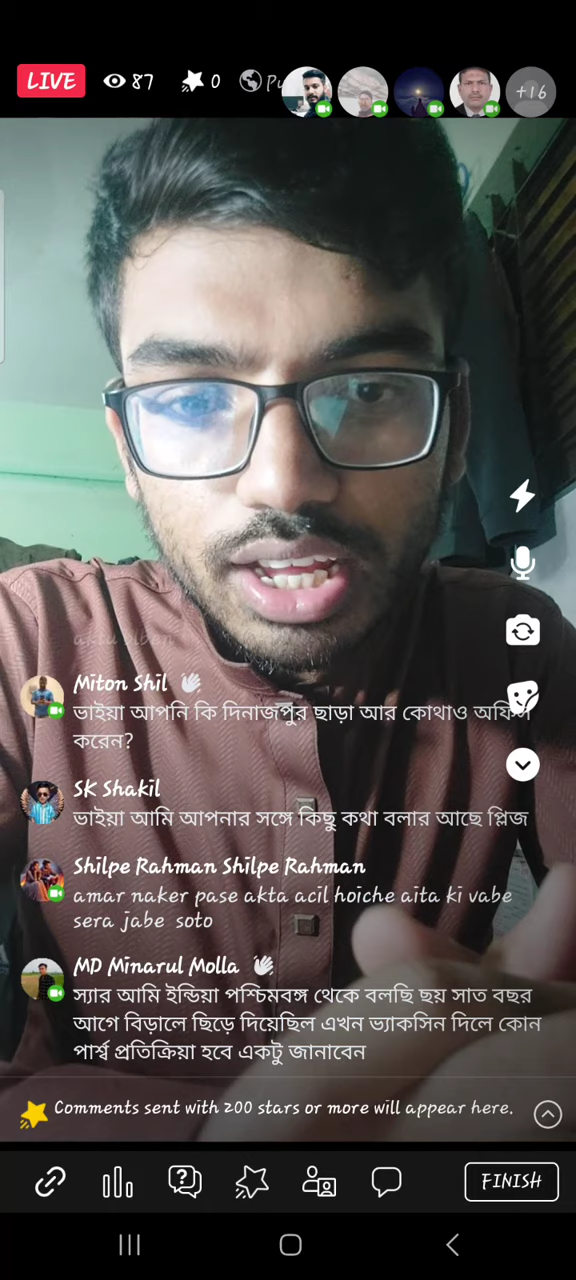 LIVE 87 0 Pu +16
Miton Shil
ভাইয়া আপনি কি দিনাজপুর ছাড়া আর কোথাও অফিস
করেন?
SK Shakil
ভাইয়া আমি আপনার সঙ্গে কিছু কথা বলার আছে প্লিজ
Shilpe Rahman Shilpe Rahman
amar naker pase akta acil hoiche aita ki vabe
sera jabe soto
MD Minarul Molla
স্যার আমি ইন্ডিয়া পশ্চিমবঙ্গ থেকে বলছি ছয় সাত বছর
আগে বিড়ালে ছিড়ে দিয়েছিল এখন ভ্যাকসিন দিলে কোন
পার্শ্ব প্রতিক্রিয়া হবে একটু জানাবেন
Comments sent with 200 stars or more will appear here.
FINISH